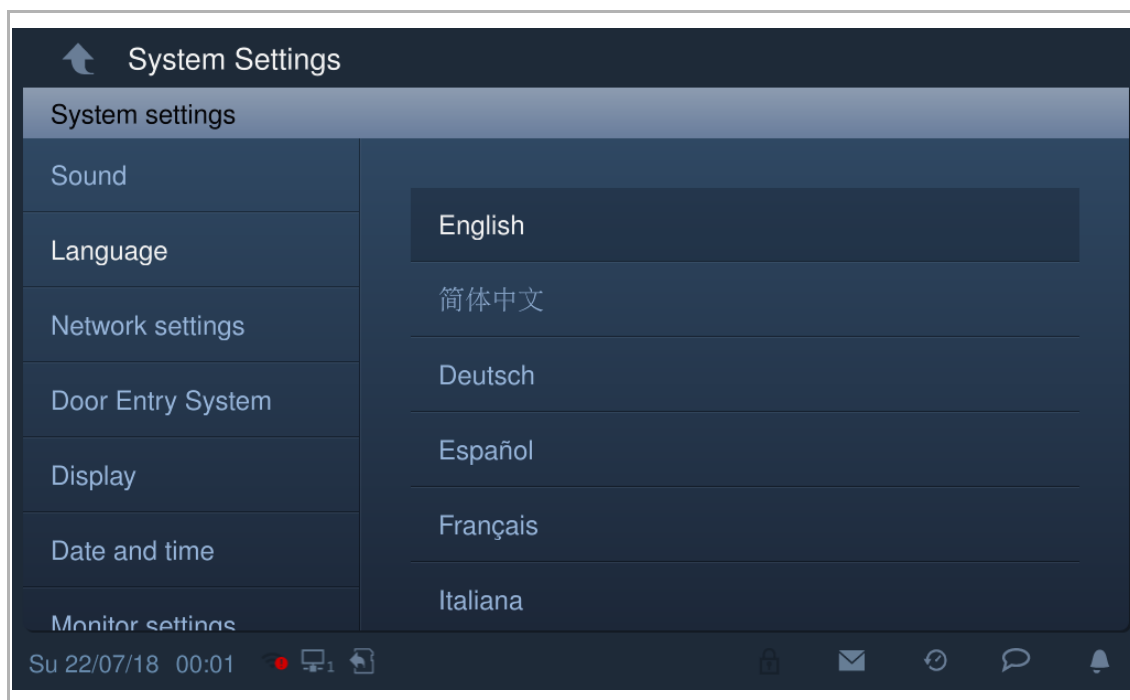 System Settings
System settings
Sound
Language
Network settings
Door Entry System
Display
Date and time
Monitor settings
English
简体中文
Deutsch
Español
Français
Italiana
Su 22/07/18 00:01
1